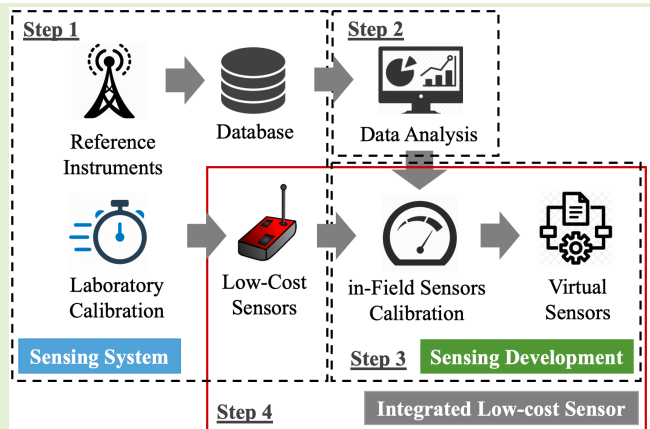 Step 1
Step 2
Reference
Instruments
Database
Data Analysis
Laboratory
Calibration
Low-Cost
Sensors
in-Field Sensors
Calibration
Virtual
Sensors
Sensing System
Step 3
Sensing Development
Step 4
Integrated Low-cost Sensor